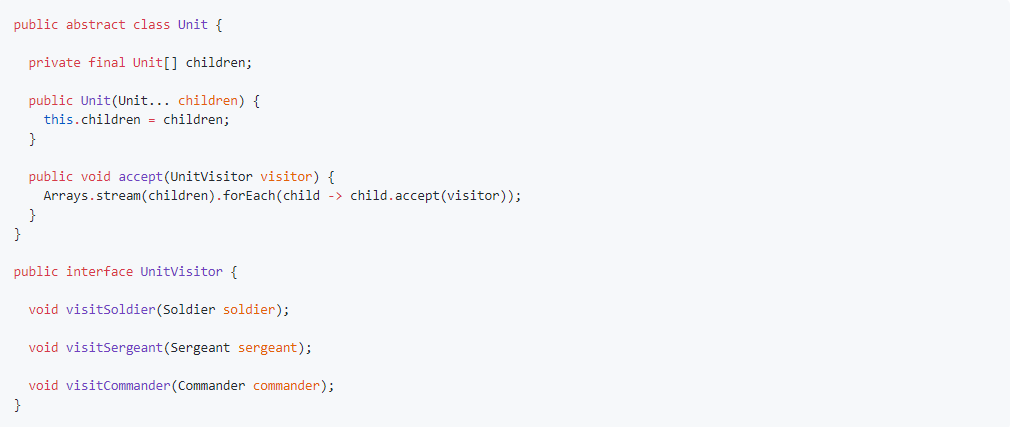 public abstract class Unit {
  private final Unit[] children;
  public Unit(Unit... children) {
    this.children = children;
  }
  public void accept(UnitVisitor visitor) {
    Arrays.stream(children).forEach(child -> child.accept(visitor));
  }
}
public interface UnitVisitor {
  void visitSoldier(Soldier soldier);
  void visitSergeant(Sergeant sergeant);
  void visitCommander(Commander commander);
}